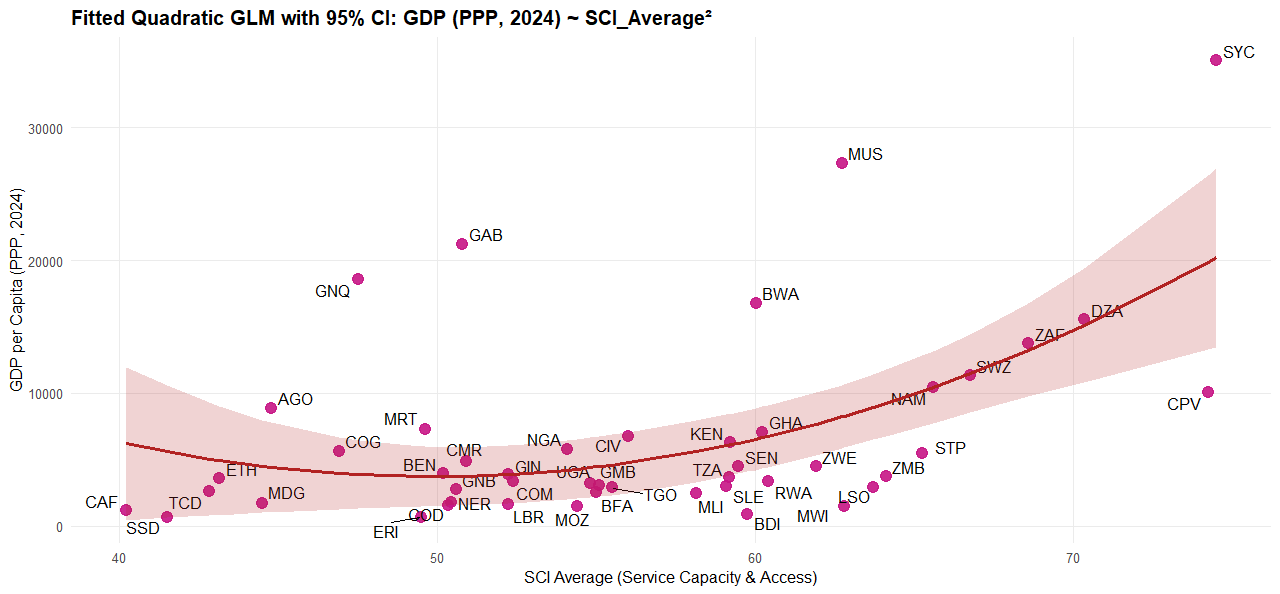 Fitted Quadratic GLM with 95% CI: GDP (PPP, 2024) ~ SCI_Average²
GDP per Capita (PPP, 2024)
30000
20000
10000
0
SYC
MUS
GAB
GNQ
BWA
DZA
ZAF
SWZ
NAM
CPV
AGO
MRT
COG
CMR
NGA
CIV
KEN
GHA
STP
BEN
GIN
UGA
GMB
TZA
SEN
ZWE
ZMB
ETH
GNB
COM
TGO
SLE
RWA
LSO
CAF
TCD
MDG
COD
NER
BFA
MLI
MWI
SSD
ERI
LBR
MOZ
BDI
40
50
60
70
SCI Average (Service Capacity & Access)